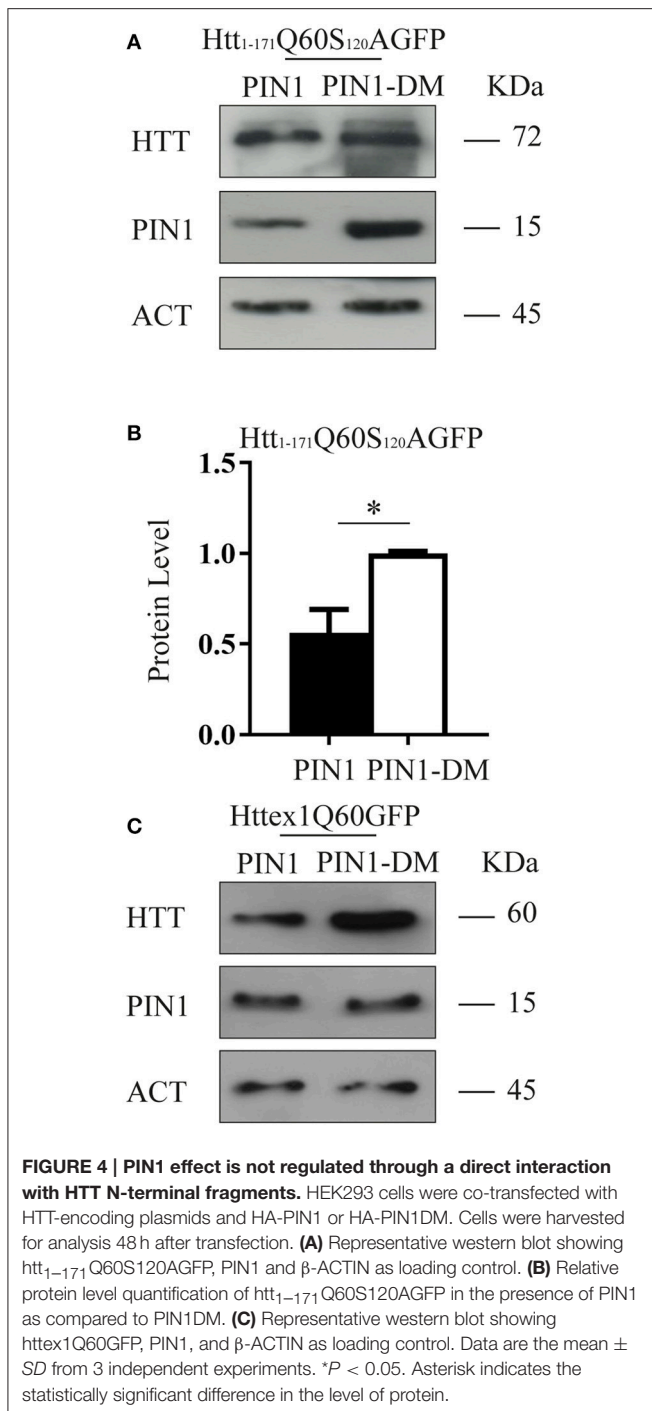 A
Htt₁₋₁₇₁Q60S₁₂₀AGFP
PIN1 PIN1-DM KDa
HTT — 72
PIN1 — 15
ACT — 45
B
Htt₁₋₁₇₁Q60S₁₂₀AGFP
1.5
*
1.0
Protein Level
0.5
0.0
PIN1 PIN1-DM
C
Httex1Q60GFP
PIN1 PIN1-DM KDa
HTT — 60
PIN1 — 15
ACT — 45
FIGURE 4 | PIN1 effect is not regulated through a direct interaction
with HTT N-terminal fragments. HEK293 cells were co-transfected with
HTT-encoding plasmids and HA-PIN1 or HA-PIN1DM. Cells were harvested
for analysis 48 h after transfection. (A) Representative western blot showing
htt₁₋₁₇₁Q60S120AGFP, PIN1 and β-ACTIN as loading control. (B) Relative
protein level quantification of htt₁₋₁₇₁Q60S120AGFP in the presence of PIN1
as compared to PIN1DM. (C) Representative western blot showing
httex1Q60GFP, PIN1, and β-ACTIN as loading control. Data are the mean ±
SD from 3 independent experiments. *P < 0.05. Asterisk indicates the
statistically significant difference in the level of protein.